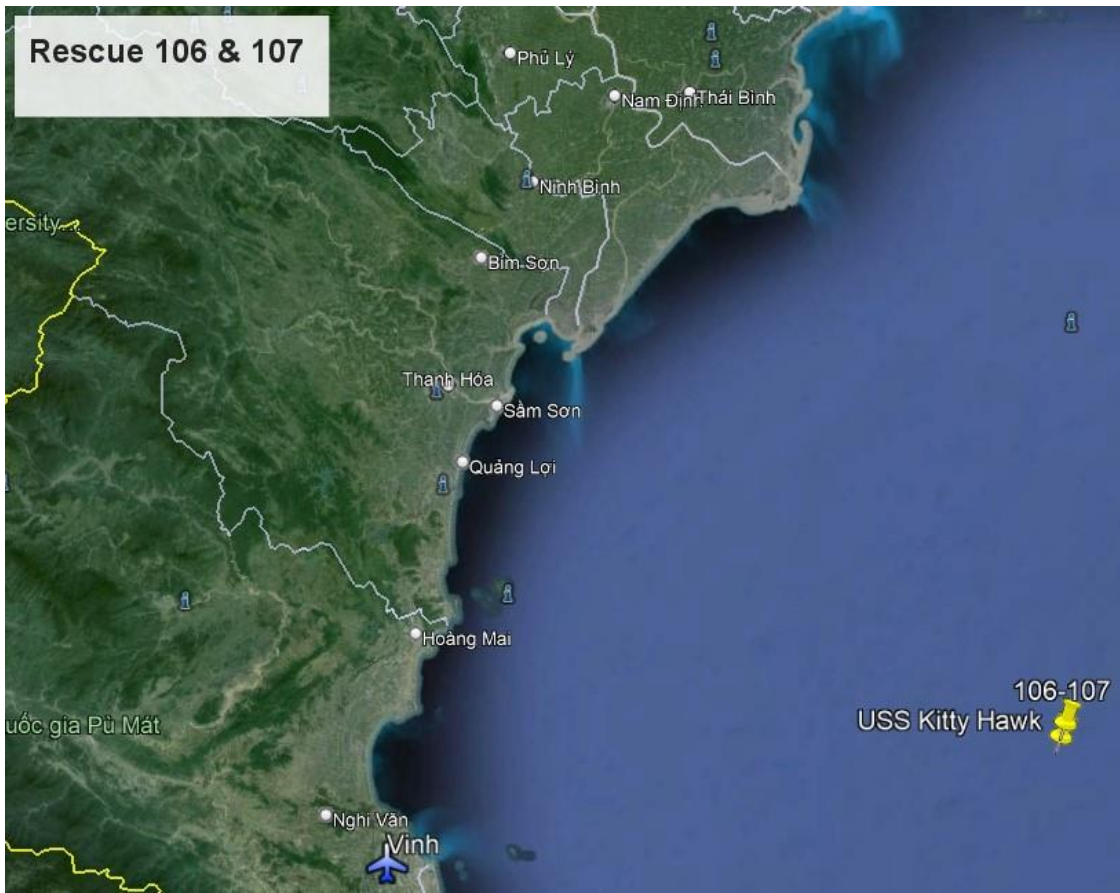 Rescue 106 & 107
Phủ Lý
Nam Định
Thái Bình
Ninh Bình
ersity...
Bỉm Sơn
Thanh Hóa
Sầm Sơn
Quảng Lợi
Hoàng Mai
106-107
USS Kitty Hawk
uốc gia Pù Mát
Nghi Văn
Vinh